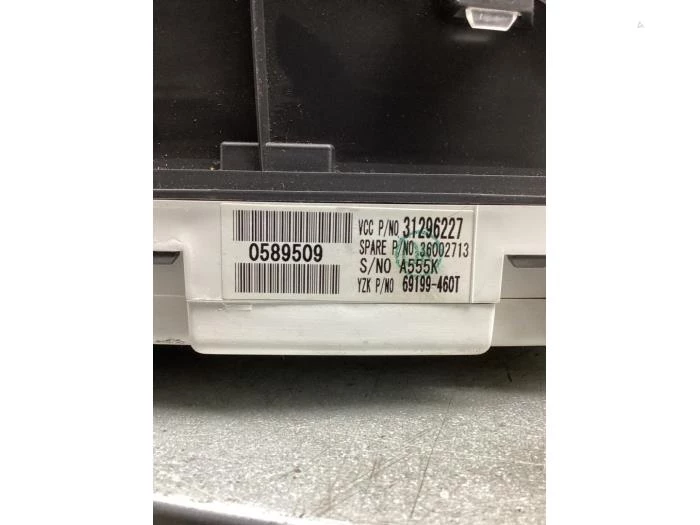 VCC P/NO 31296227
0589509
SPARE P/NO 36002713
S/NO A555K
YZK P/NO 69199-460T